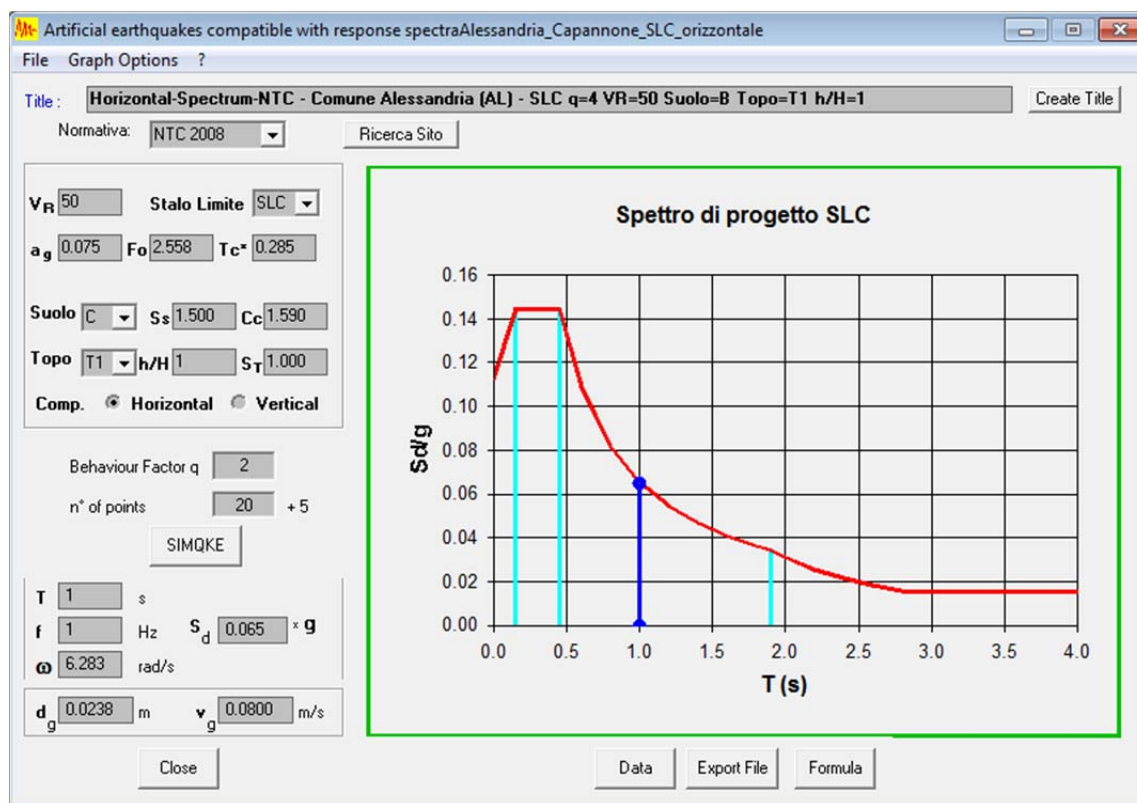 Artificial earthquakes compatible with response spectraAlessandria_Capannone_SLC_orizzontale
File Graph Options ?
Title : Horizontal-Spectrum-NTC - Comune Alessandria (AL) - SLC q=4 VR=50 Suolo=B Topo=T1 h/H=1 Create Title
Normativa: NTC 2008 Ricerca Sito
VR 50 Stalo Limite SLC
ag 0.075 Fo 2.558 Tc* 0.285
Suolo C Ss 1.500 Cc 1.590
Topo T1 h/H 1 ST 1.000
Comp. Horizontal Vertical
Behaviour Factor q 2
n° of points 20 + 5
SIMQKE
T 1 s
f 1 Hz Sd 0.065 × g
ω 6.283 rad/s
dg 0.0238 m vg 0.0800 m/s
Close
Spettro di progetto SLC
Sd/g
0.16
0.14
0.12
0.10
0.08
0.06
0.04
0.02
0.00
0.0 0.5 1.0 1.5 2.0 2.5 3.0 3.5 4.0
T (s)
Data Export File Formula